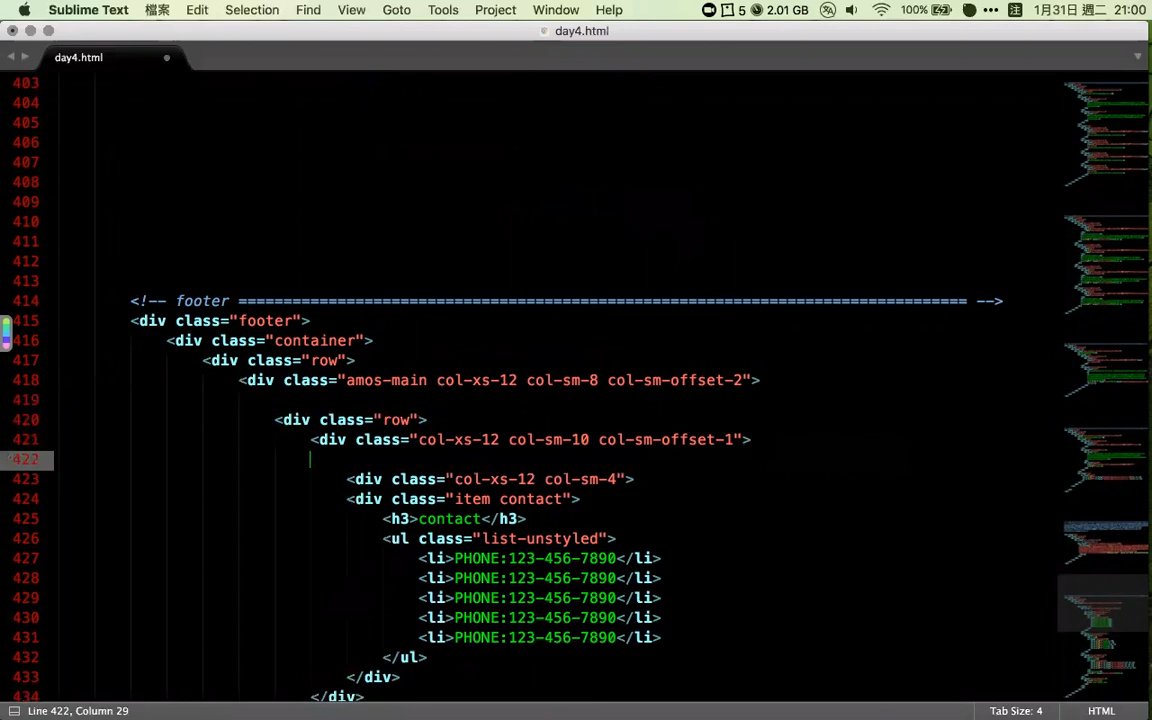 Sublime Text 檔案 Edit Selection Find View Goto Tools Project Window Help 5 2.01 GB 100% 注 1月31日 週二 21:00
day4.html
day4.html
403
404
405
406
407
408
409
410
411
412
413
414 <!-- footer ================================================================================= -->
415 <div class="footer">
416 <div class="container">
417 <div class="row">
418 <div class="amos-main col-xs-12 col-sm-8 col-sm-offset-2">
419
420 <div class="row">
421 <div class="col-xs-12 col-sm-10 col-sm-offset-1">
422
423 <div class="col-xs-12 col-sm-4">
424 <div class="item contact">
425 <h3>contact</h3>
426 <ul class="list-unstyled">
427 <li>PHONE:123-456-7890</li>
428 <li>PHONE:123-456-7890</li>
429 <li>PHONE:123-456-7890</li>
430 <li>PHONE:123-456-7890</li>
431 <li>PHONE:123-456-7890</li>
432 </ul>
433 </div>
434 </div>
Line 422, Column 29 Tab Size: 4 HTML